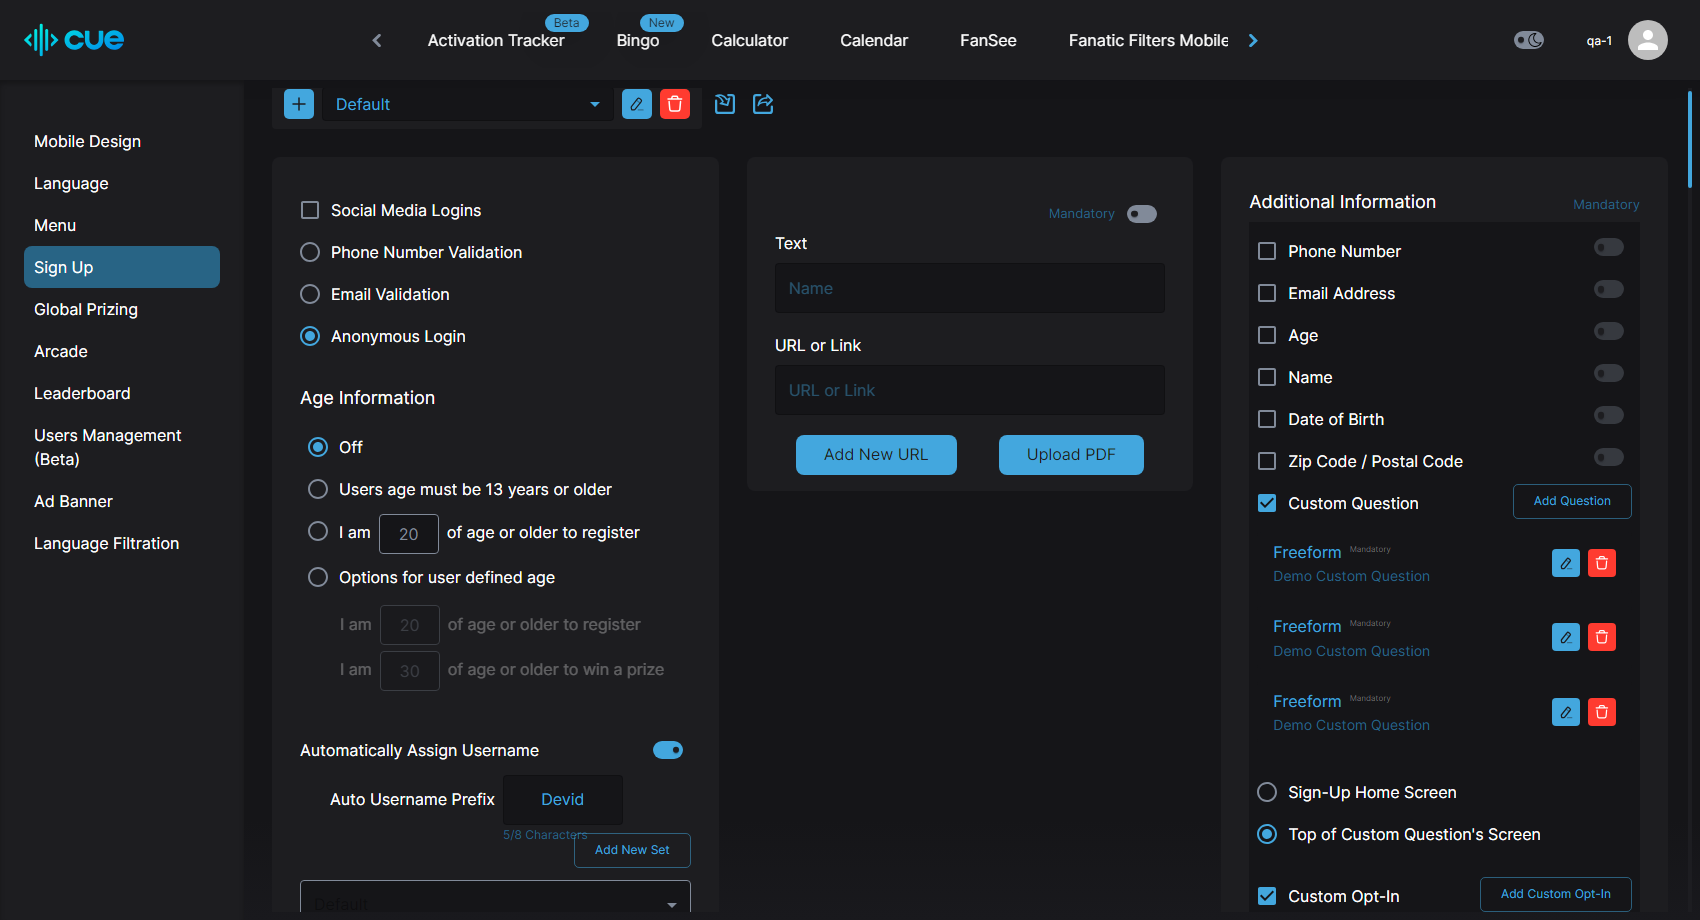 cue
Activation Tracker
Beta
Bingo
New
Calculator
Calendar
FanSee
Fanatic Filters Mobile
qa-1
Mobile Design
Language
Menu
Sign Up
Global Prizing
Arcade
Leaderboard
Users Management
(Beta)
Ad Banner
Language Filtration
Default
Social Media Logins
Phone Number Validation
Email Validation
Anonymous Login
Age Information
Off
Users age must be 13 years or older
I am 20 of age or older to register
Options for user defined age
I am 20 of age or older to register
I am 30 of age or older to win a prize
Automatically Assign Username
Auto Username Prefix Devid
5/8 Characters
Add New Set
Default
Mandatory
Text
Name
URL or Link
URL or Link
Add New URL
Upload PDF
Additional Information
Mandatory
Phone Number
Email Address
Age
Name
Date of Birth
Zip Code / Postal Code
Custom Question
Add Question
Freeform Mandatory
Demo Custom Question
Freeform Mandatory
Demo Custom Question
Freeform Mandatory
Demo Custom Question
Sign-Up Home Screen
Top of Custom Question's Screen
Custom Opt-In
Add Custom Opt-In